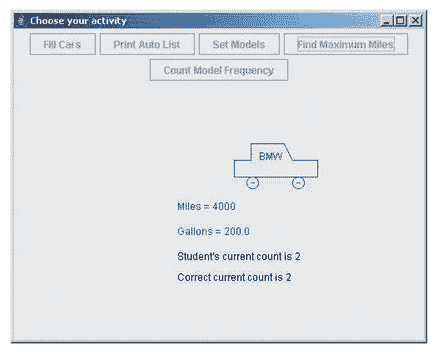 Choose your activity
Fill Cars Print Auto List Set Models Find Maximum Miles
Count Model Frequency
BMW
Miles = 4000
Gallons = 200.0
Student's current count is 2
Correct current count is 2